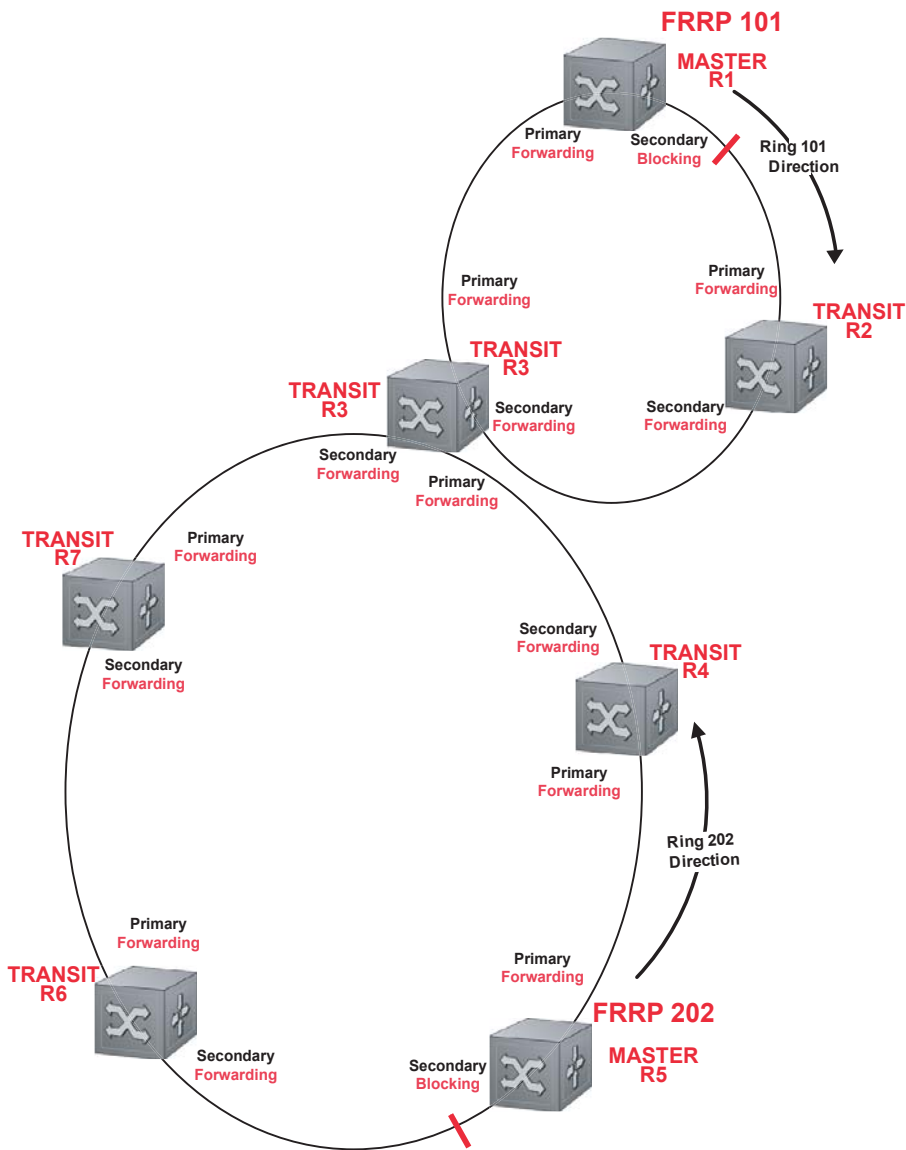 FRRP 101
MASTER
R1
Primary
Forwarding
Secondary
Blocking
Ring 101
Direction
Primary
Forwarding
Primary
Forwarding
TRANSIT
R2
TRANSIT
R3
TRANSIT
R3
Secondary
Forwarding
Secondary
Forwarding
Secondary
Forwarding
Primary
Forwarding
TRANSIT
R7
Primary
Forwarding
Secondary
Forwarding
Secondary
Forwarding
TRANSIT
R4
Primary
Forwarding
Ring 202
Direction
Primary
Forwarding
TRANSIT
R6
Primary
Forwarding
FRRP 202
MASTER
R5
Secondary
Forwarding
Secondary
Blocking